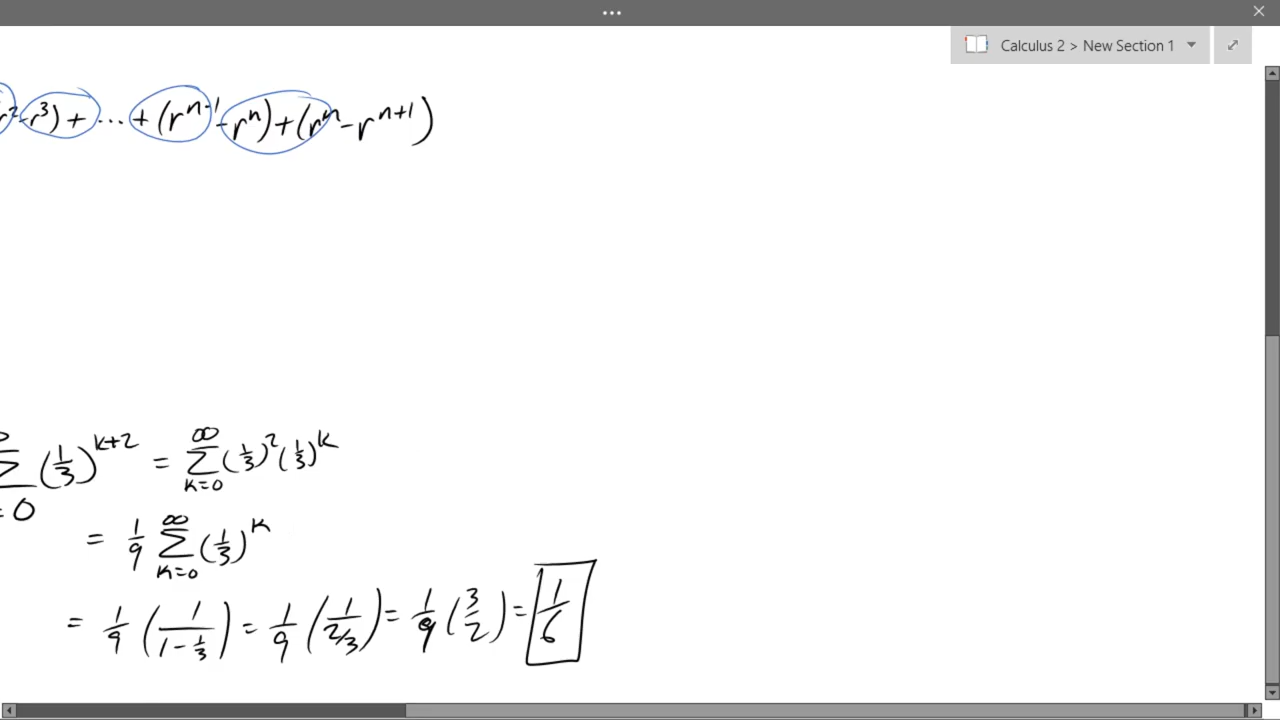 ...
Calculus 2 > New Section 1
r² - r³) + ... + (rⁿ⁻¹ - rⁿ) + (rⁿ - rⁿ⁺¹)
∑ = 0 (1/3)^(k+2) = ∑_{k=0}^{∞} (1/3)² (1/3)^k
= 1/9 ∑_{k=0}^{∞} (1/3)^k
= 1/9 (1/(1 - 1/3)) = 1/9 (1/(2/3)) = 1/9 (3/2) = 1/6